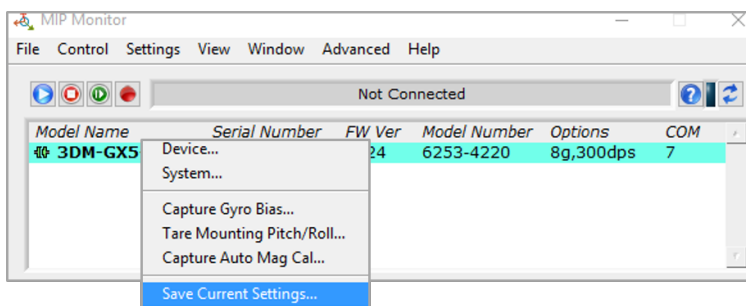 MIP Monitor
File Control Settings View Window Advanced Help
Not Connected
Model Name Serial Number FW Ver Model Number Options COM
3DM-GX5- 24 6253-4220 8g,300dps 7
Device...
System...
Capture Gyro Bias...
Tare Mounting Pitch/Roll...
Capture Auto Mag Cal...
Save Current Settings...